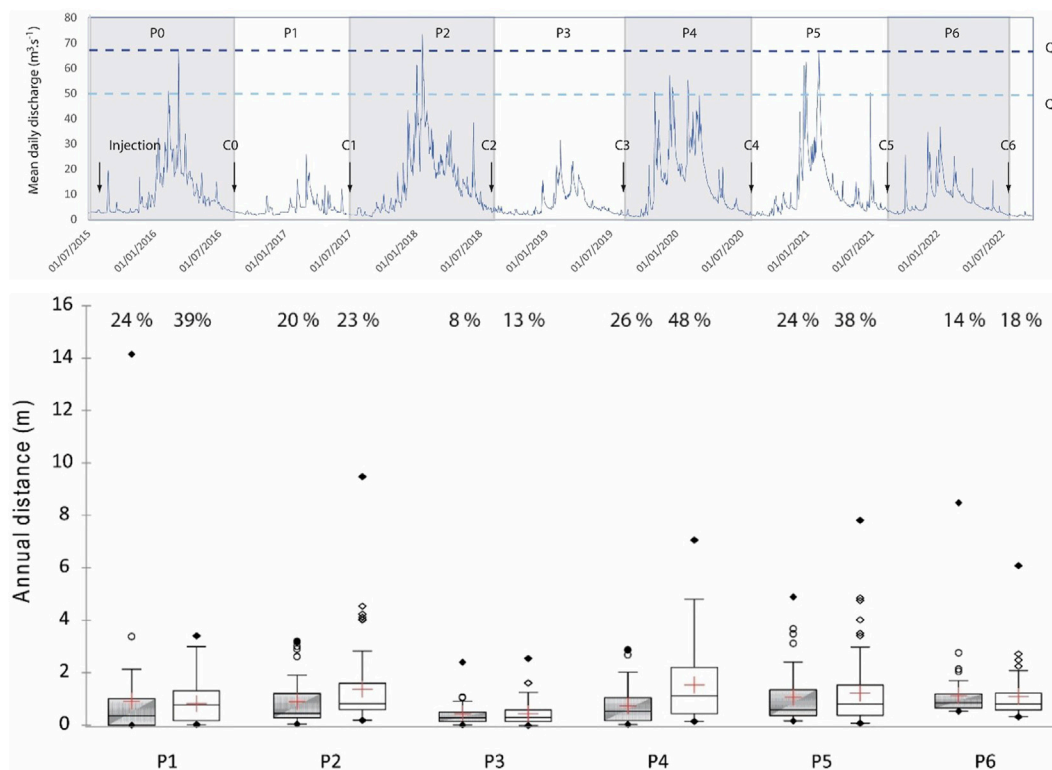 Mean daily discharge (m³.s⁻¹)
80
70
60
50
40
30
20
10
0
P0
P1
P2
P3
P4
P5
P6
Q
Q
Injection
C0
C1
C2
C3
C4
C5
C6
01/07/2015
01/01/2016
01/07/2016
01/01/2017
01/07/2017
01/01/2018
01/07/2018
01/01/2019
01/07/2019
01/01/2020
01/07/2020
01/01/2021
01/07/2021
01/01/2022
01/07/2022
Annual distance (m)
16
14
12
10
8
6
4
2
0
24 % 39% 20 % 23 % 8 % 13 % 26 % 48 % 24 % 38 % 14 % 18 %
P1 P2 P3 P4 P5 P6